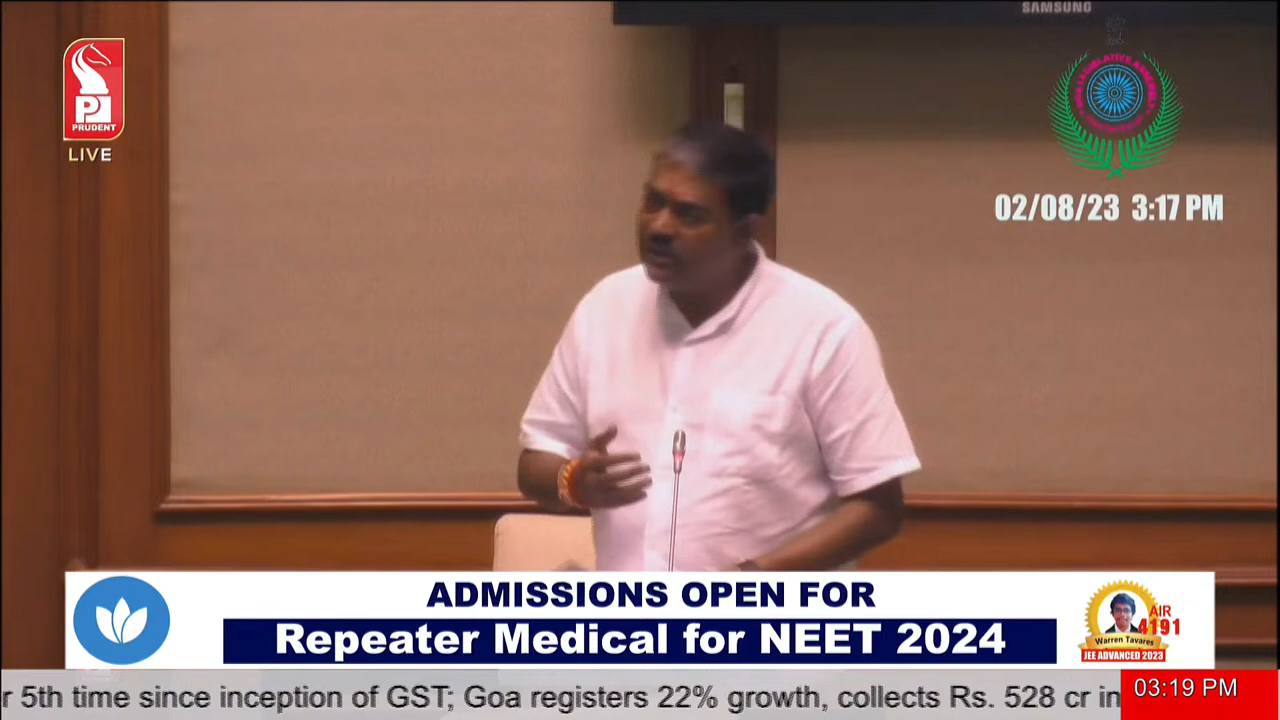 SAMSUNG
PRUDENT
LIVE
02/08/23 3:17 PM
ADMISSIONS OPEN FOR
Repeater Medical for NEET 2024
AIR
4191
Warren Tavares
JEE ADVANCED 2023
r 5th time since inception of GST; Goa registers 22% growth, collects Rs. 528 cr in
03:19 PM